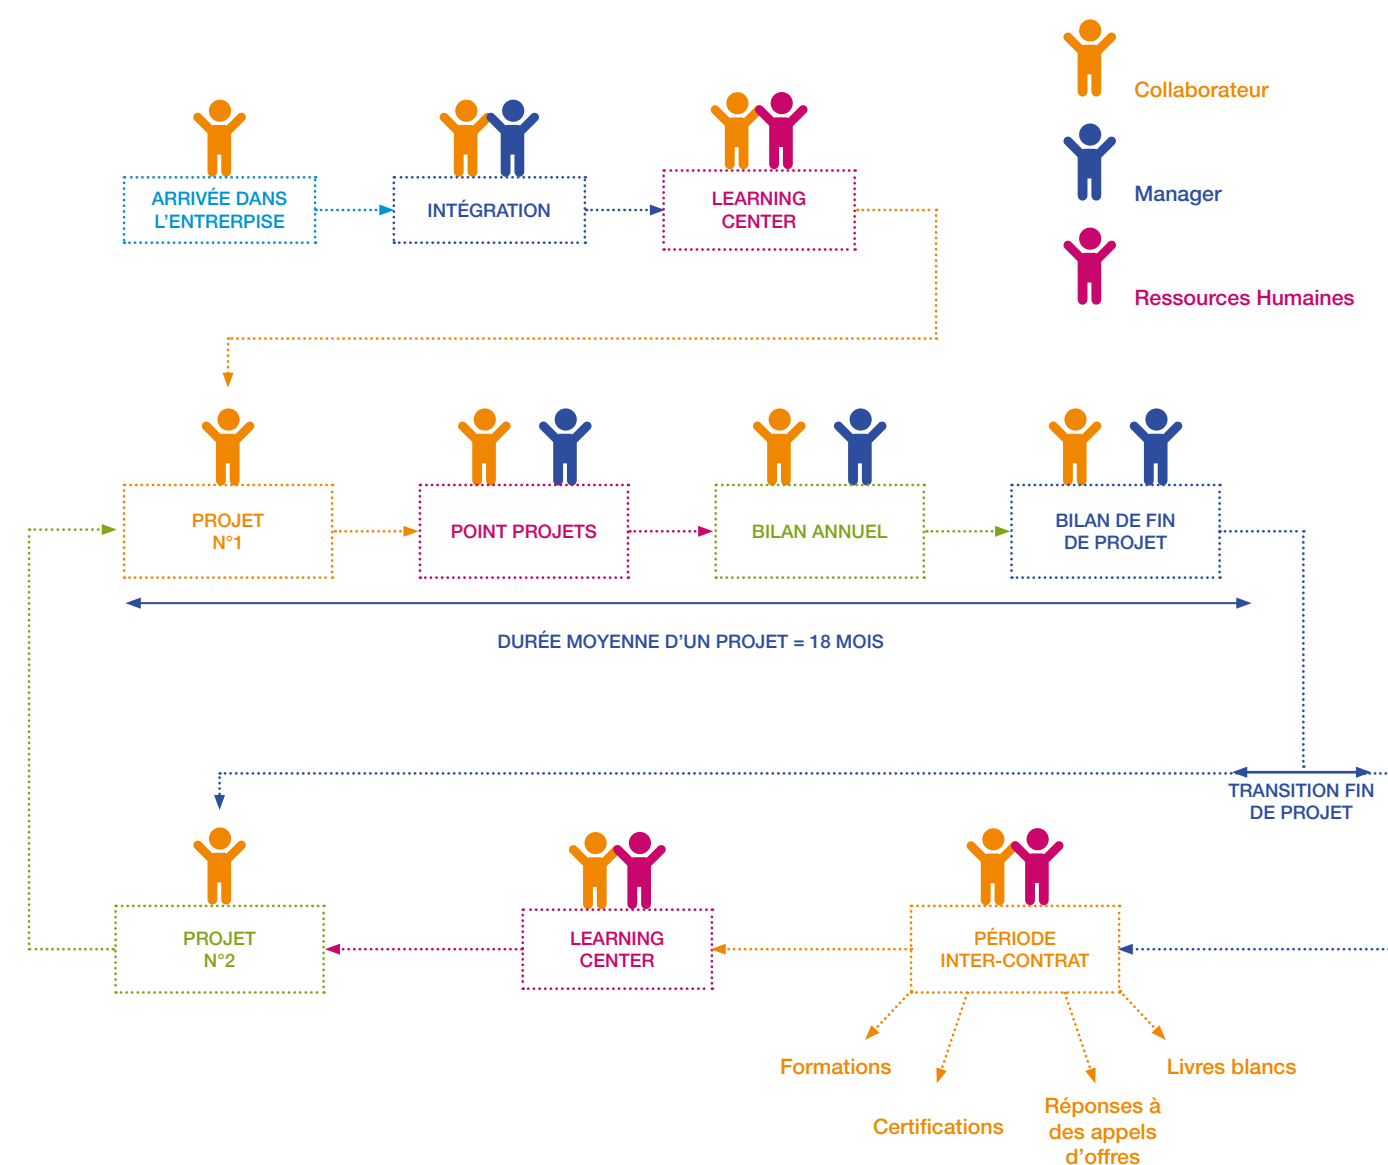 Collaborateur
Manager
Ressources Humaines
ARRIVÉE DANS
L'ENTRERPISE
INTÉGRATION
LEARNING
CENTER
PROJET
N°1
POINT PROJETS
BILAN ANNUEL
BILAN DE FIN
DE PROJET
DURÉE MOYENNE D'UN PROJET = 18 MOIS
TRANSITION FIN
DE PROJET
PROJET
N°2
LEARNING
CENTER
PÉRIODE
INTER-CONTRAT
Formations
Certifications
Réponses à
des appels
d'offres
Livres blancs